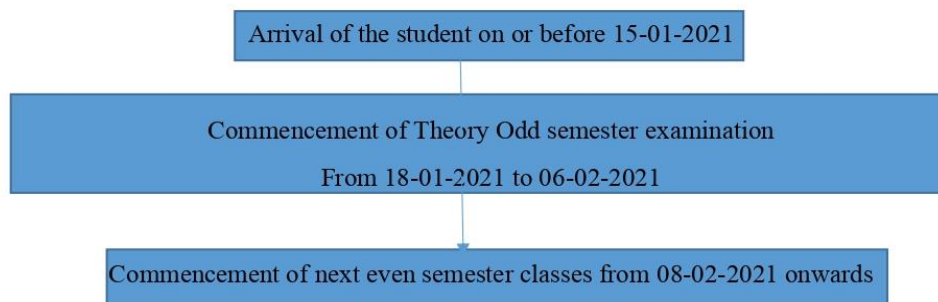 Arrival of the student on or before 15-01-2021
Commencement of Theory Odd semester examination
From 18-01-2021 to 06-02-2021
Commencement of next even semester classes from 08-02-2021 onwards